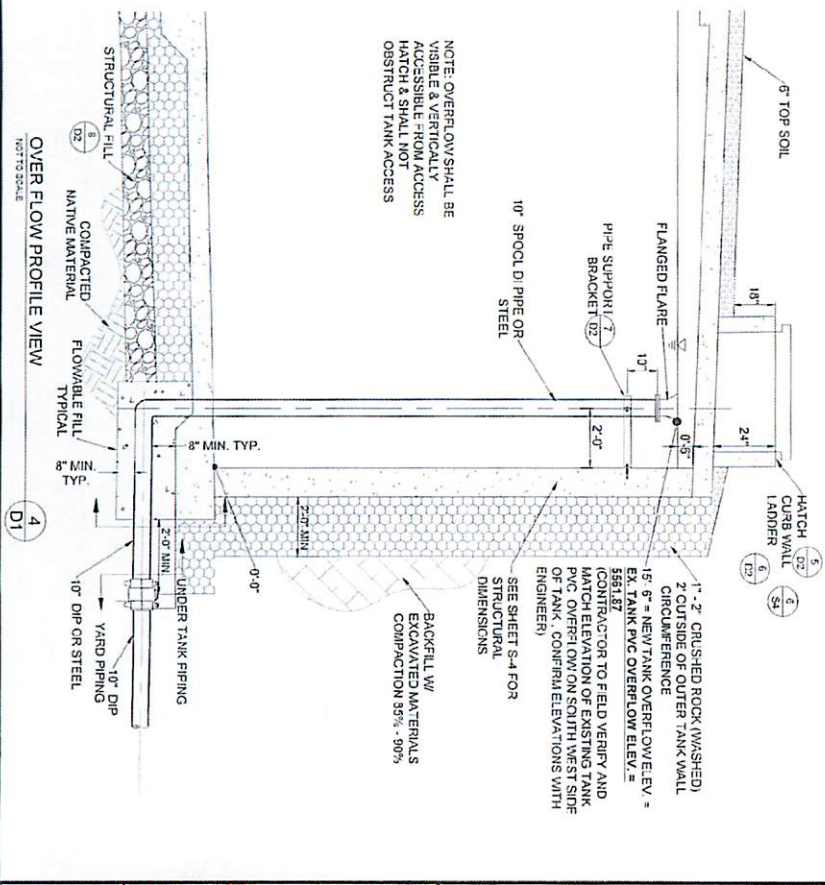 6" TOP SOIL
18"
24"
HATCH
CURB WALL
LADDER
5
D2
6
D2
6
S4
1" - 2" CRUSHED ROCK (WASHED)
2' OUTSIDE OF OUTER TANK WALL
CIRCUMFERENCE
15'- 6" = NEW TANK OVERFLOW ELEV. =
EX. TANK PVC OVERFLOW ELEV. =
5561.87
(CONTRACTOR TO FIELD VERIFY AND
MATCH ELEVATION OF EXISTING TANK
PVC OVERFLOW ON SOUTH WEST SIDE
OF TANK. CONFIRM ELEVATIONS WITH
ENGINEER)
FLANGED FLARE
0'-6"
10"
2'-0"
PIPE SUPPORT
BRACKET
7
D2
10" SPOOL DI PIPE OR
STEEL
NOTE: OVERFLOW SHALL BE
VISIBLE & VERTICALLY
ACCESSIBLE FROM ACCESS
HATCH & SHALL NOT
OBSTRUCT TANK ACCESS
SEE SHEET S-4 FOR
STRUCTURAL
DIMENSIONS
2'-0" MIN
BACKFILL W/
EXCAVATED MATERIALS
COMPACTION 85% - 90%
0'-0"
8" MIN. TYP.
8" MIN.
TYP.
2'-0" MIN
UNDER TANK PIPING
YARD PIPING
10" DIP
10" DIP OR STEEL
STRUCTURAL FILL
8
D2
COMPACTED
NATIVE MATERIAL
FLOWABLE FILL
TYPICAL
OVER FLOW PROFILE VIEW
NOT TO SCALE
4
D1